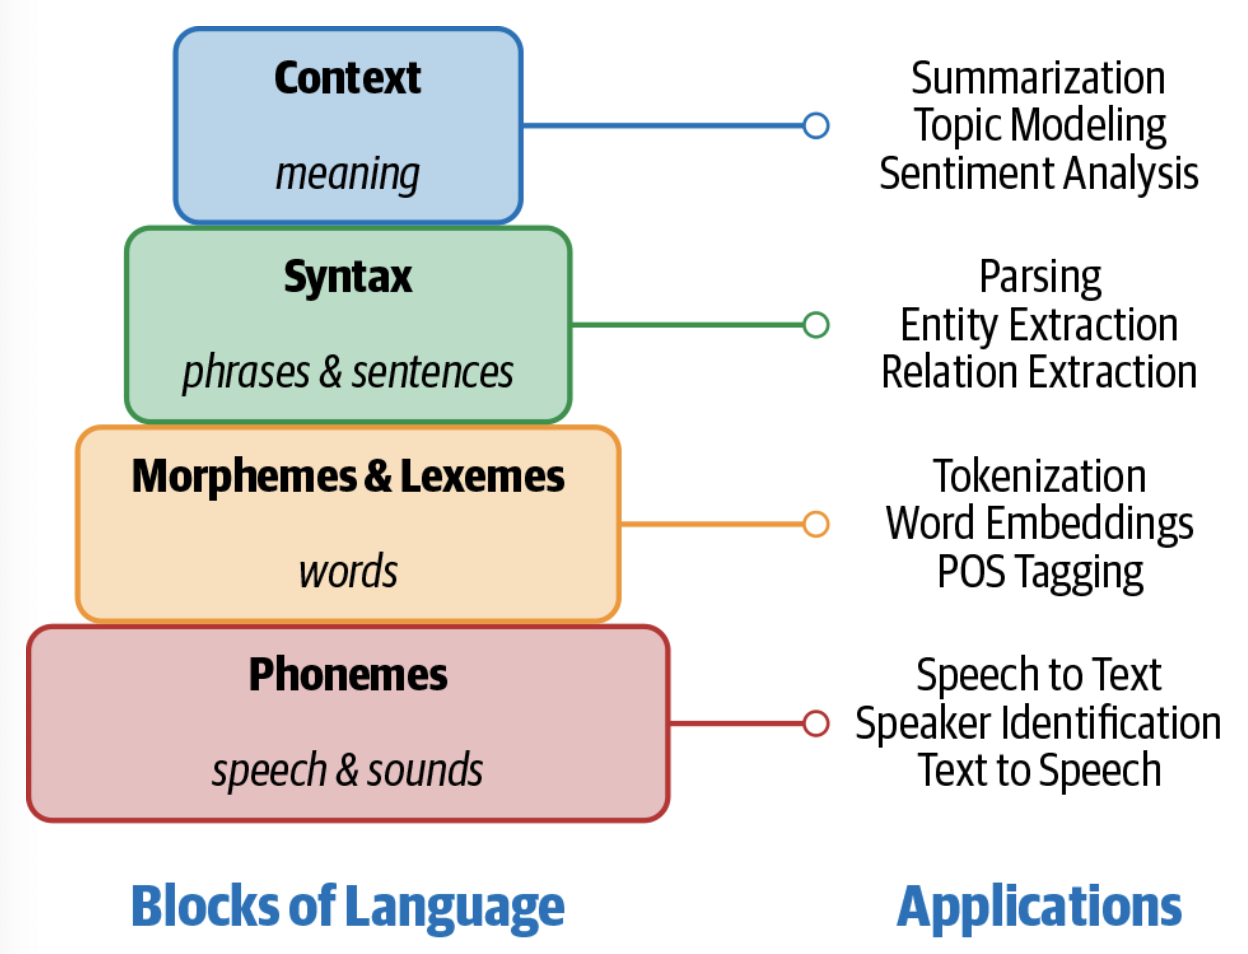 Context
meaning
Summarization
Topic Modeling
Sentiment Analysis
Syntax
phrases & sentences
Parsing
Entity Extraction
Relation Extraction
Morphemes & Lexemes
words
Tokenization
Word Embeddings
POS Tagging
Phonemes
speech & sounds
Speech to Text
Speaker Identification
Text to Speech
Blocks of Language
Applications